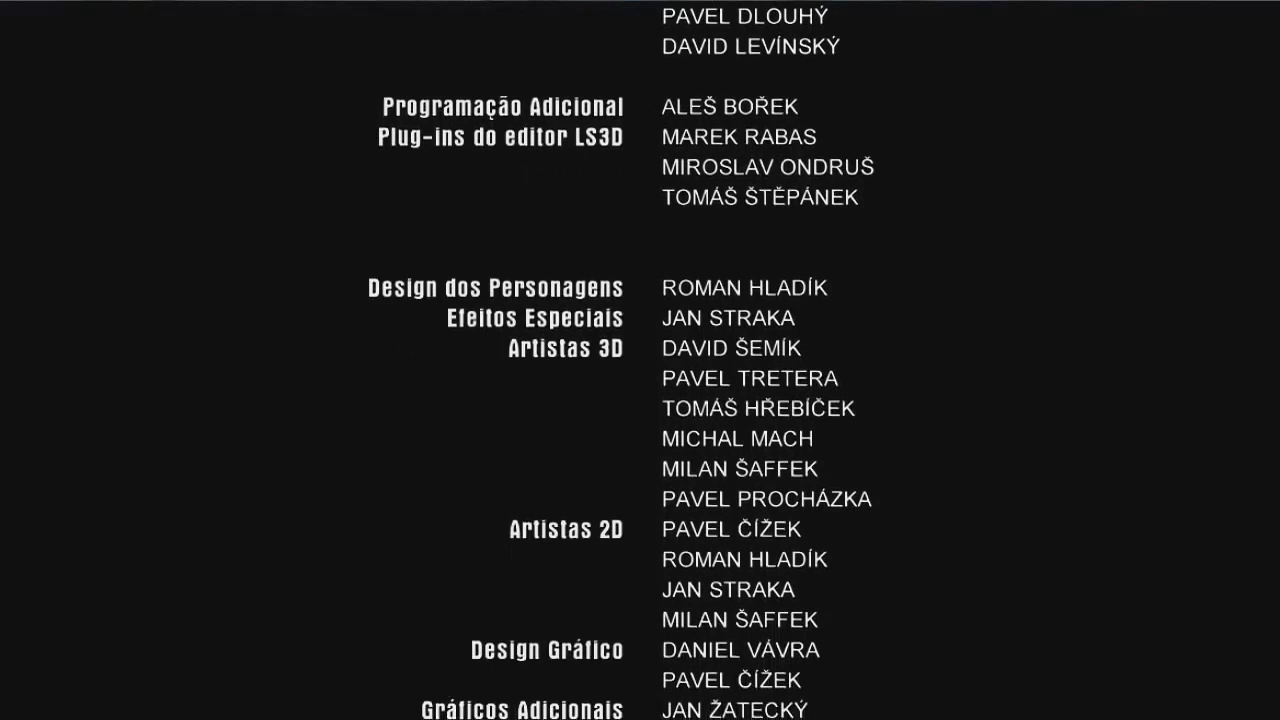 PAVEL DLOUHÝ
DAVID LEVÍNSKÝ
Programação Adicional ALEŠ BOŘEK
Plug-ins do editor LS3D MAREK RABAS
MIROSLAV ONDRUŠ
TOMÁŠ ŠTĚPÁNEK
Design dos Personagens ROMAN HLADÍK
Efeitos Especiais JAN STRAKA
Artistas 3D DAVID ŠEMÍK
PAVEL TRETERA
TOMÁŠ HŘEBÍČEK
MICHAL MACH
MILAN ŠAFFEK
PAVEL PROCHÁZKA
Artistas 2D PAVEL ČÍŽEK
ROMAN HLADÍK
JAN STRAKA
MILAN ŠAFFEK
Design Gráfico DANIEL VÁVRA
PAVEL ČÍŽEK
Gráficos Adicionais JAN ŽATECKÝ